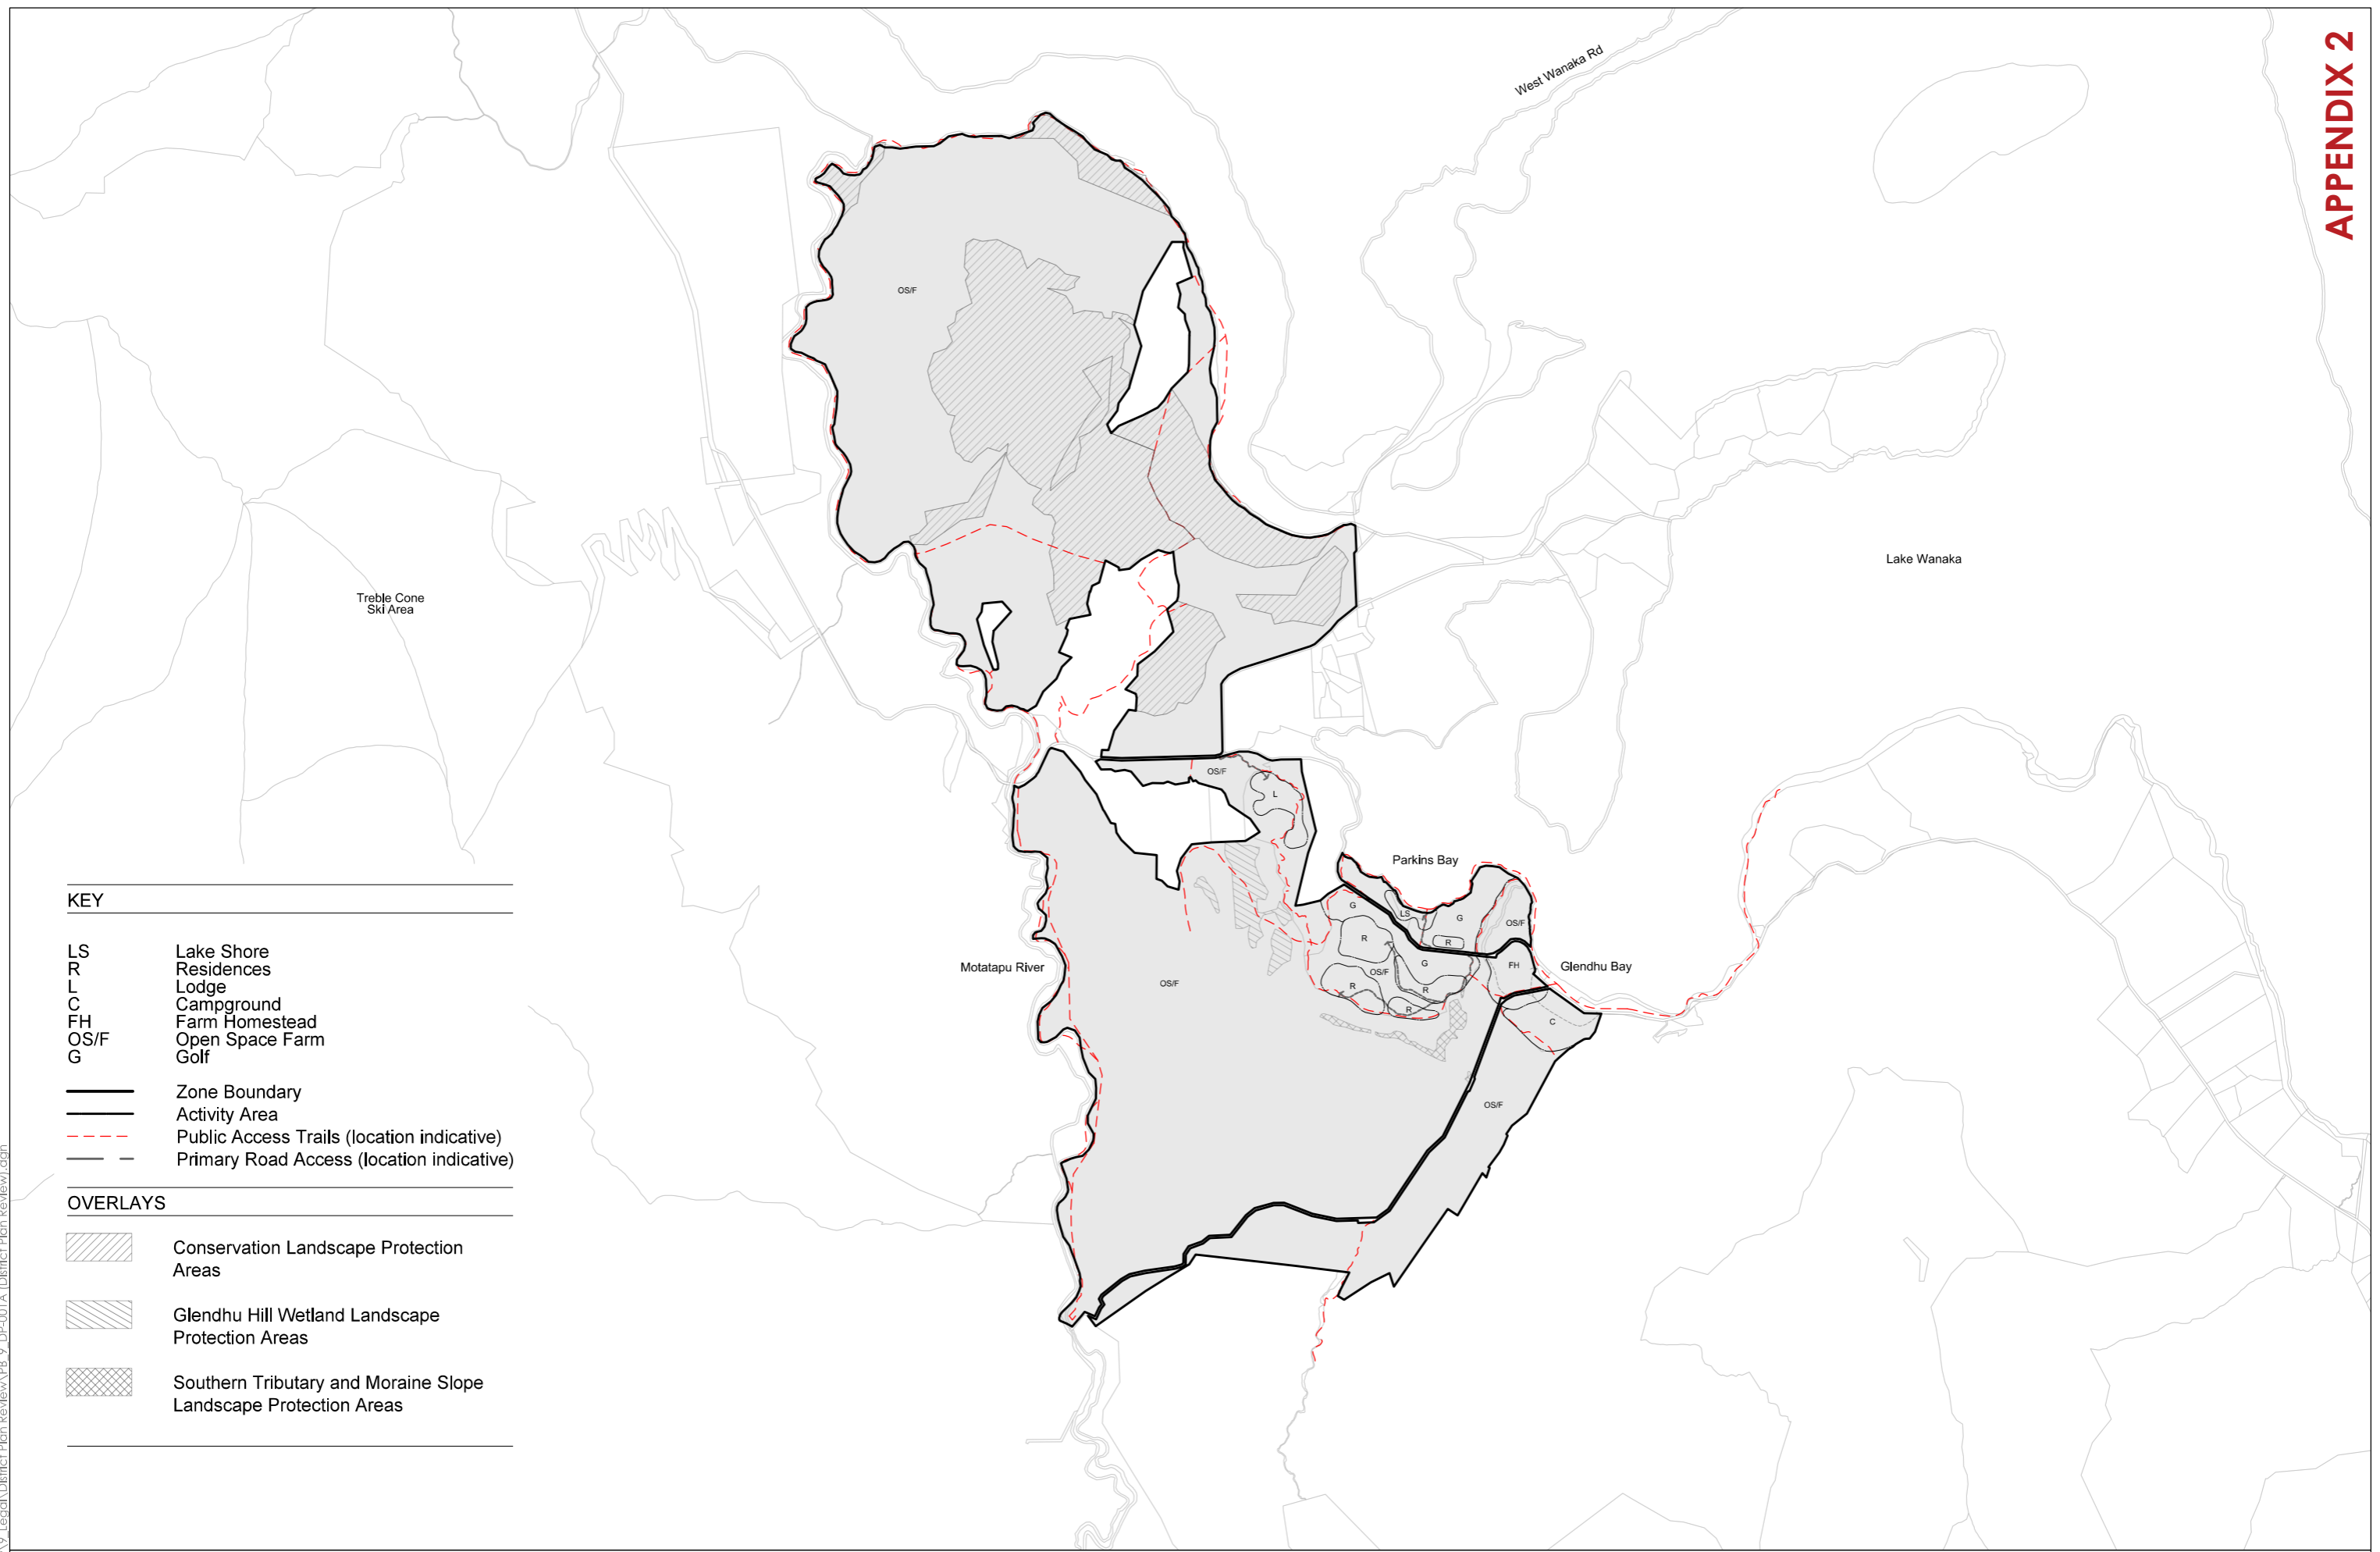 APPENDIX 2
West Wanaka Rd
OS/F
Lake Wanaka
Treble Cone
Ski Area
OS/F
L
Parkins Bay
G
LS
G
OS/F
R
R
Motatapu River
G
FH
Glendhu Bay
OS/F
OS/F
R
R
R
C
OS/F
KEY
LS Lake Shore
R Residences
L Lodge
C Campground
FH Farm Homestead
OS/F Open Space Farm
G Golf
Zone Boundary
Activity Area
Public Access Trails (location indicative)
Primary Road Access (location indicative)
OVERLAYS
Conservation Landscape Protection
Areas
Glendhu Hill Wetland Landscape
Protection Areas
Southern Tributary and Moraine Slope
Landscape Protection Areas